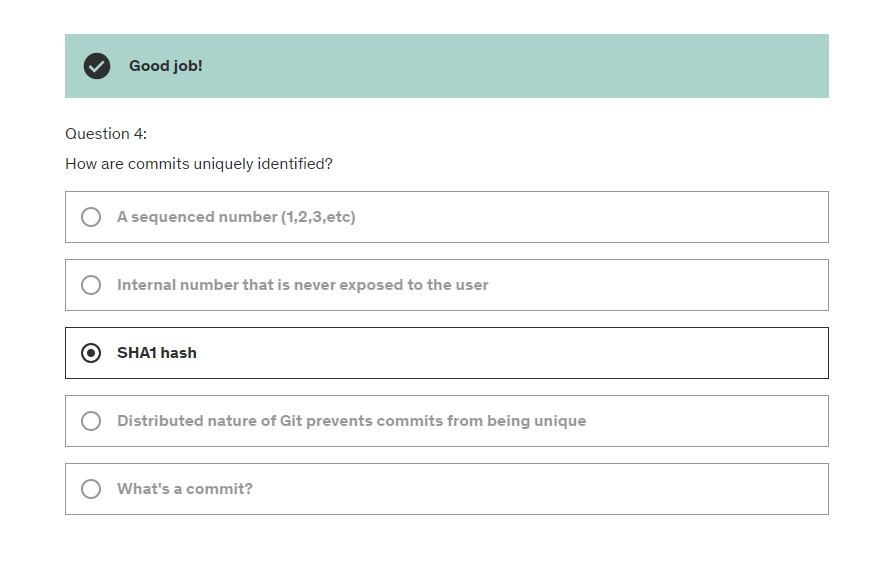 Good job!
Question 4:
How are commits uniquely identified?
A sequenced number (1,2,3,etc)
Internal number that is never exposed to the user
SHA1 hash
Distributed nature of Git prevents commits from being unique
What's a commit?